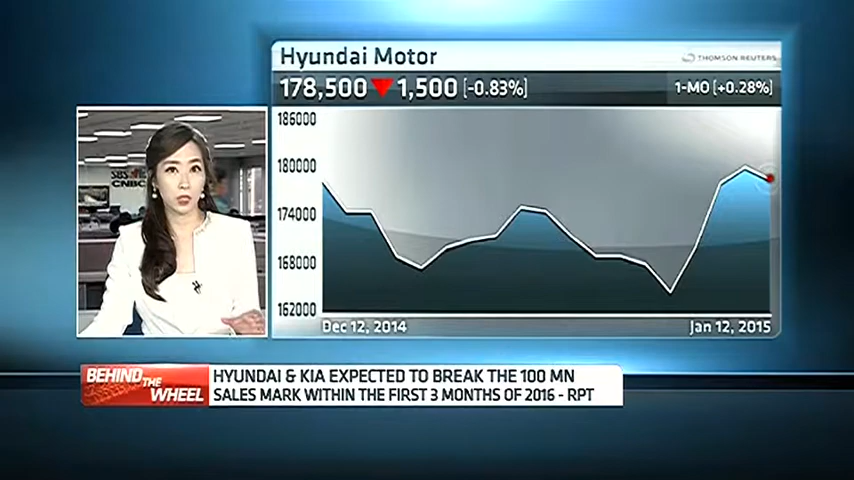 Hyundai Motor
THOMSON REUTERS
178,500 1,500 [-0.83%]
1-MO [+0.28%]
186000
180000
174000
168000
162000
Dec 12, 2014
Jan 12, 2015
SBS
CNBC
BEHIND THE WHEEL
HYUNDAI & KIA EXPECTED TO BREAK THE 100 MN
SALES MARK WITHIN THE FIRST 3 MONTHS OF 2016 - RPT